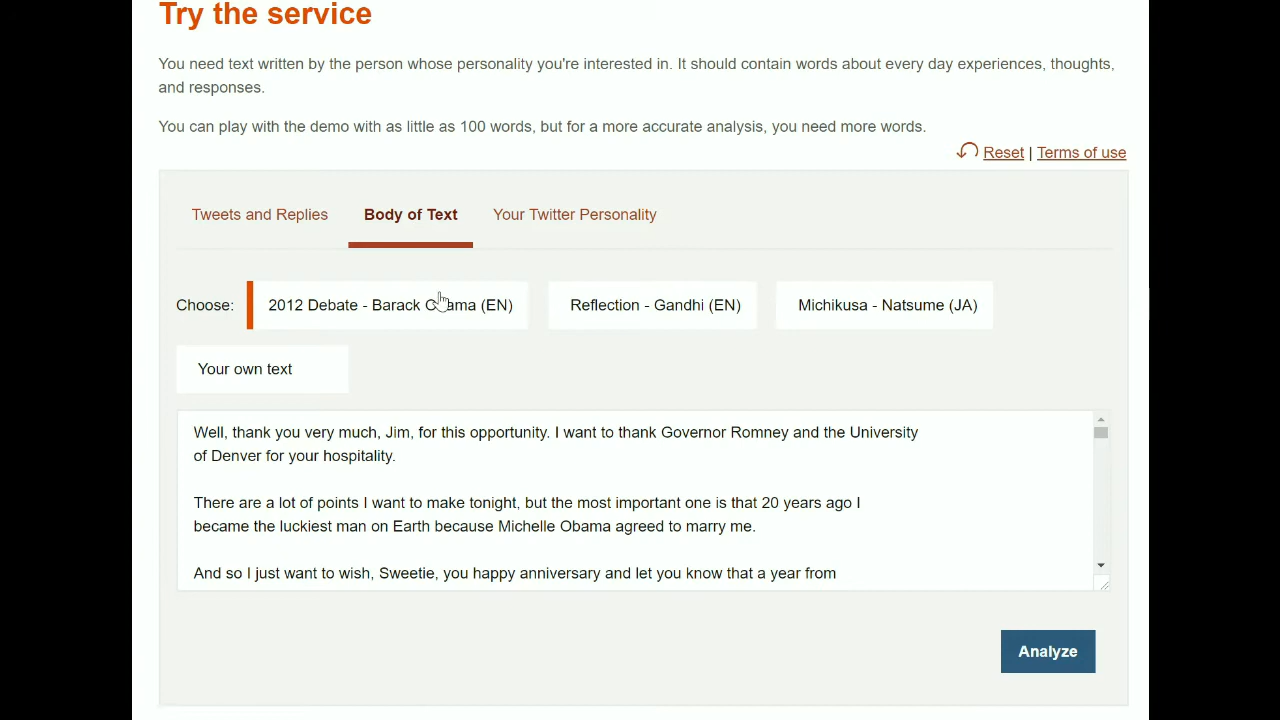 Try the service
You need text written by the person whose personality you're interested in. It should contain words about every day experiences, thoughts,
and responses.
You can play with the demo with as little as 100 words, but for a more accurate analysis, you need more words.
Reset | Terms of use
Tweets and Replies Body of Text Your Twitter Personality
Choose: 2012 Debate - Barack Obama (EN) Reflection - Gandhi (EN) Michikusa - Natsume (JA)
Your own text
Well, thank you very much, Jim, for this opportunity. I want to thank Governor Romney and the University
of Denver for your hospitality.
There are a lot of points I want to make tonight, but the most important one is that 20 years ago I
became the luckiest man on Earth because Michelle Obama agreed to marry me.
And so I just want to wish, Sweetie, you happy anniversary and let you know that a year from
Analyze